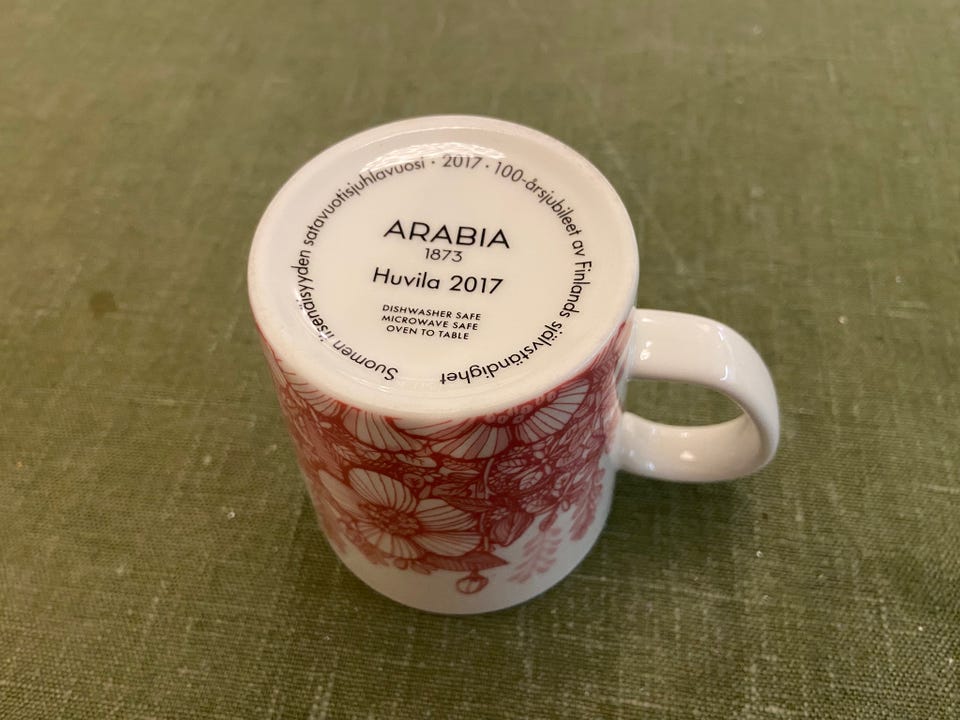 Suomen itsenäisyyden satavuotisjuhlavuosi · 2017 · 100-årsjubileet av Finlands självständighet
ARABIA
1873
Huvila 2017
DISHWASHER SAFE
MICROWAVE SAFE
OVEN TO TABLE